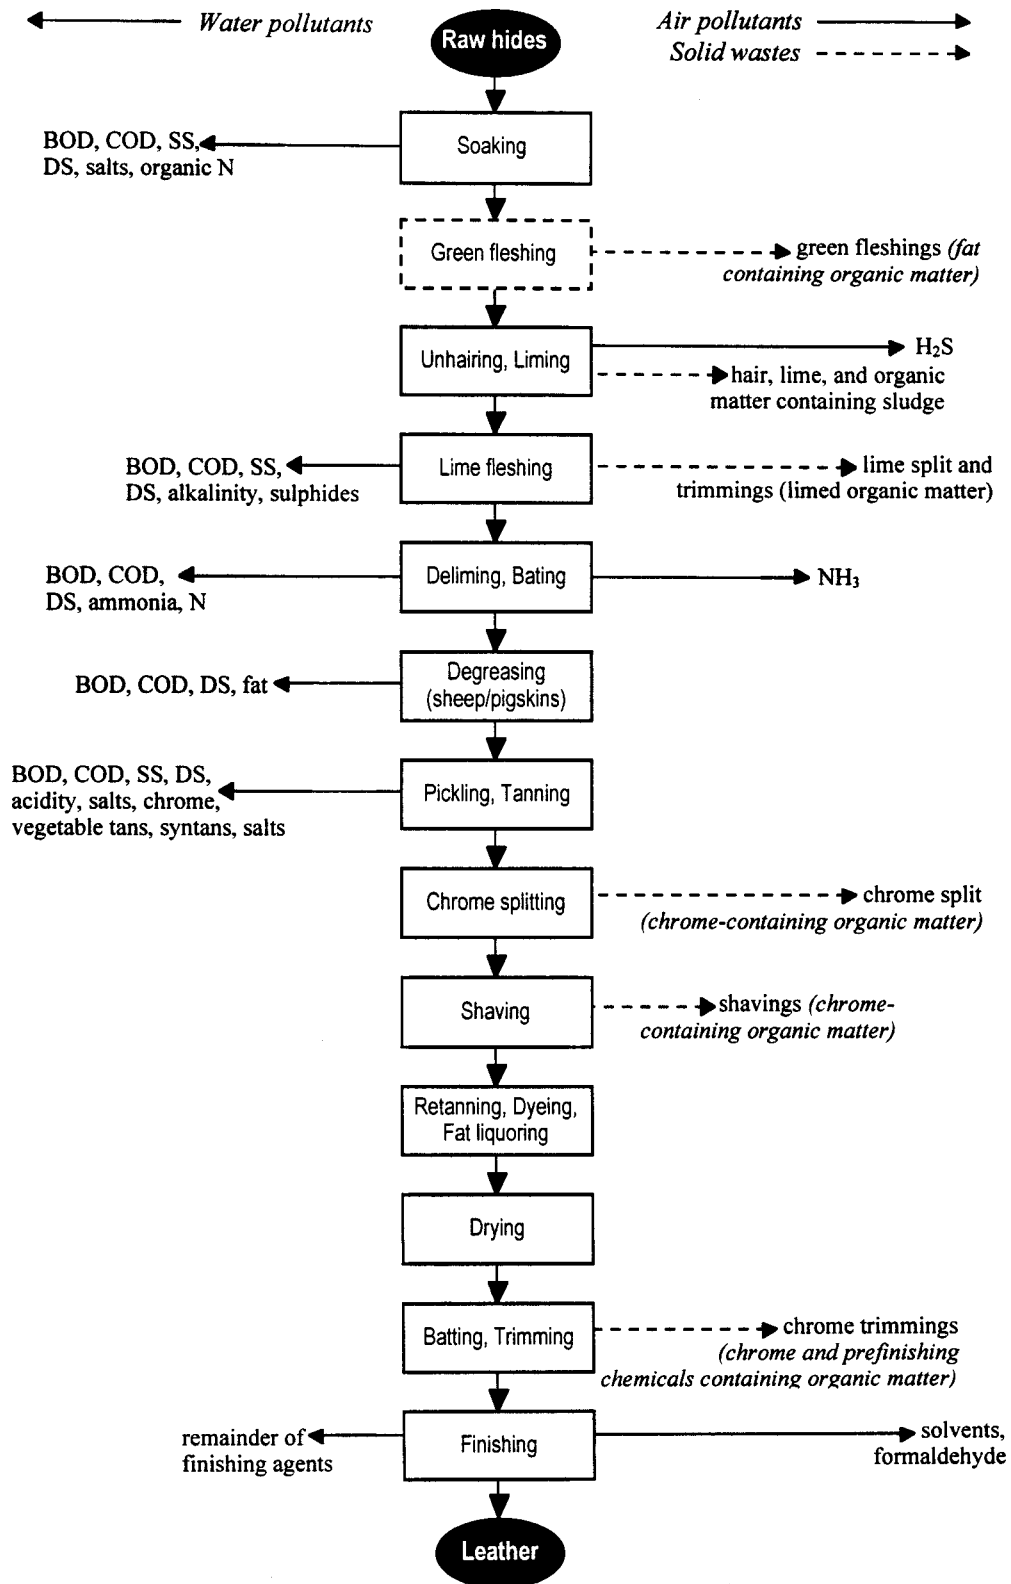 Water pollutants
Raw hides
Air pollutants
Solid wastes
Soaking
BOD, COD, SS,
DS, salts, organic N
Green fleshing
green fleshings (fat
containing organic matter)
Unhairing, Liming
H₂S
hair, lime, and organic
matter containing sludge
BOD, COD, SS,
DS, alkalinity, sulphides
Lime fleshing
lime split and
trimmings (limed organic matter)
BOD, COD,
DS, ammonia, N
Deliming, Bating
NH₃
BOD, COD, DS, fat
Degreasing
(sheep/pigskins)
BOD, COD, SS, DS,
acidity, salts, chrome,
vegetable tans, syntans, salts
Pickling, Tanning
Chrome splitting
chrome split
(chrome-containing organic matter)
Shaving
shavings (chrome-
containing organic matter)
Retanning, Dyeing,
Fat liquoring
Drying
Batting, Trimming
chrome trimmings
(chrome and prefinishing
chemicals containing organic matter)
remainder of
finishing agents
Finishing
solvents,
formaldehyde
Leather